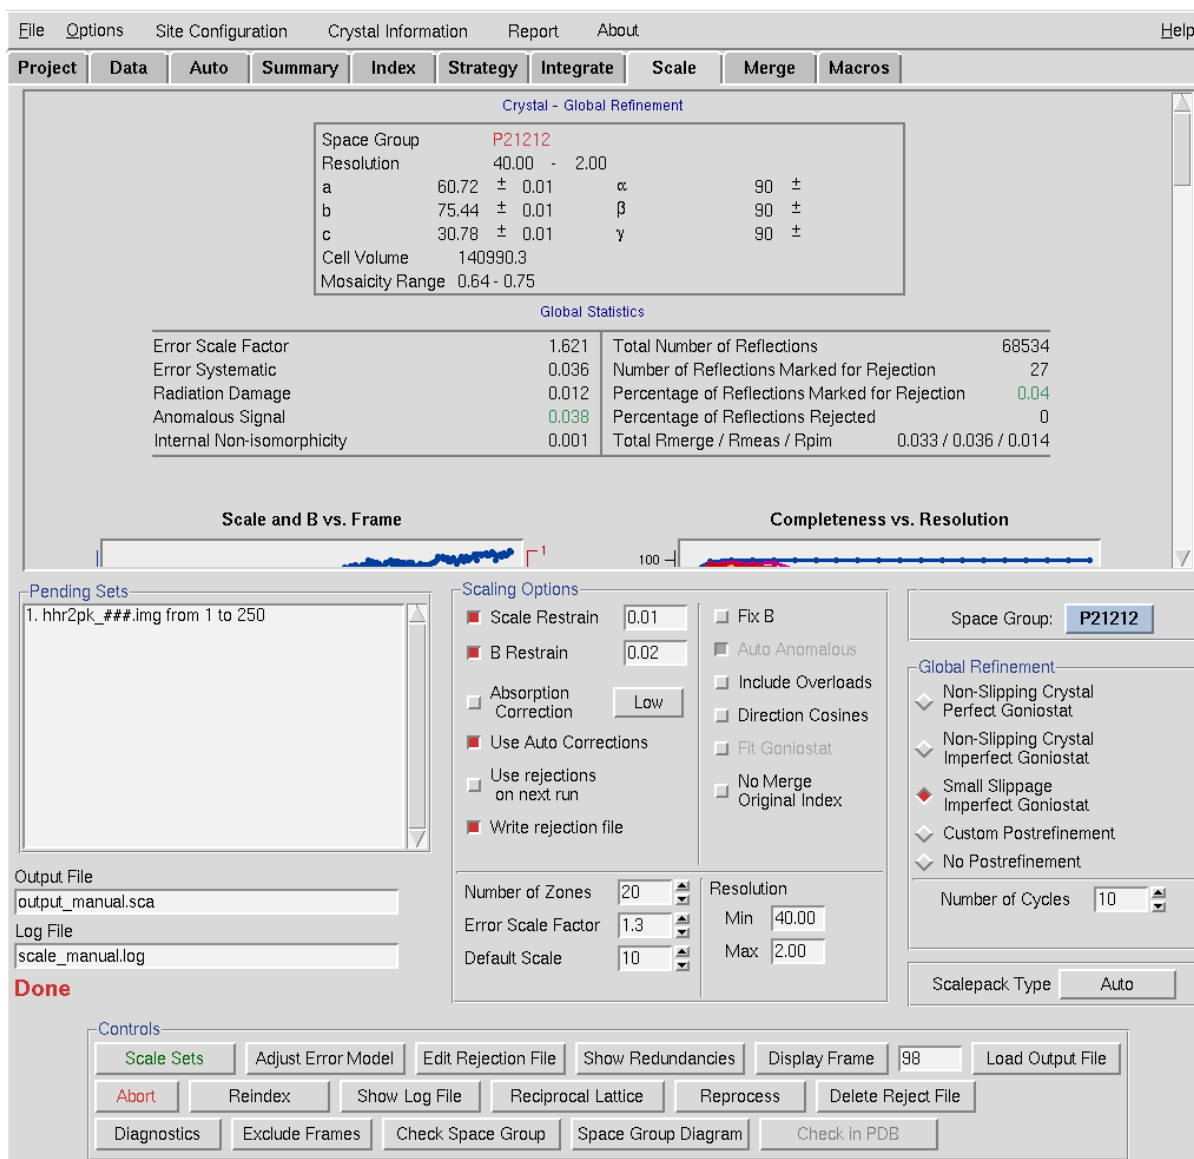 File Options Site Configuration Crystal Information Report About Help
Project Data Auto Summary Index Strategy Integrate Scale Merge Macros
Crystal - Global Refinement
Space Group P21212
Resolution 40.00 - 2.00
a 60.72 ± 0.01 α 90 ±
b 75.44 ± 0.01 β 90 ±
c 30.78 ± 0.01 γ 90 ±
Cell Volume 140990.3
Mosaicity Range 0.64 - 0.75
Global Statistics
Error Scale Factor 1.621 Total Number of Reflections 68534
Error Systematic 0.036 Number of Reflections Marked for Rejection 27
Radiation Damage 0.012 Percentage of Reflections Marked for Rejection 0.04
Anomalous Signal 0.038 Percentage of Reflections Rejected 0
Internal Non-isomorphicity 0.001 Total Rmerge / Rmeas / Rpim 0.033 / 0.036 / 0.014
Scale and B vs. Frame Completeness vs. Resolution
1 100
Pending Sets
1. hhr2pk_###.img from 1 to 250
Output File
output_manual.sca
Log File
scale_manual.log
Done
Scaling Options
Scale Restrain 0.01
B Restrain 0.02
Absorption
Correction Low
Use Auto Corrections
Use rejections
on next run
Write rejection file
Fix B
Auto Anomalous
Include Overloads
Direction Cosines
Fit Goniostat
No Merge
Original Index
Number of Zones 20
Error Scale Factor 1.3
Default Scale 10
Resolution
Min 40.00
Max 2.00
Space Group: P21212
Global Refinement
Non-Slipping Crystal
Perfect Goniostat
Non-Slipping Crystal
Imperfect Goniostat
Small Slippage
Imperfect Goniostat
Custom Postrefinement
No Postrefinement
Number of Cycles 10
Scalepack Type Auto
Controls
Scale Sets Adjust Error Model Edit Rejection File Show Redundancies Display Frame 98 Load Output File
Abort Reindex Show Log File Reciprocal Lattice Reprocess Delete Reject File
Diagnostics Exclude Frames Check Space Group Space Group Diagram Check in PDB